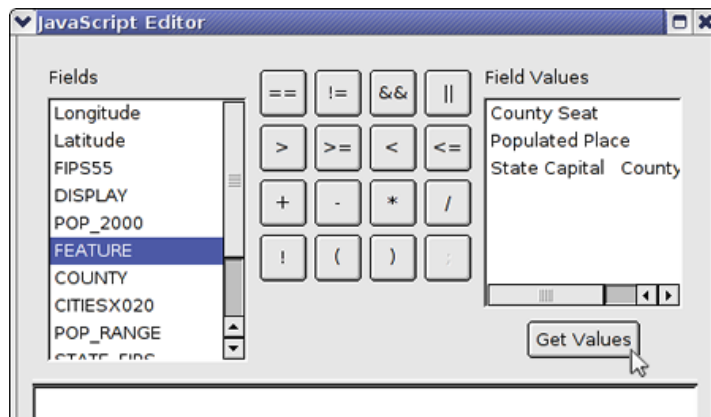 JavaScript Editor
Fields
Longitude
Latitude
FIPS55
DISPLAY
POP_2000
FEATURE
COUNTY
CITIESX020
POP_RANGE
STATE_FIPS
== != && ||
> >= < <=
+ - * /
! ( ) ;
Field Values
County Seat
Populated Place
State Capital County
Get Values